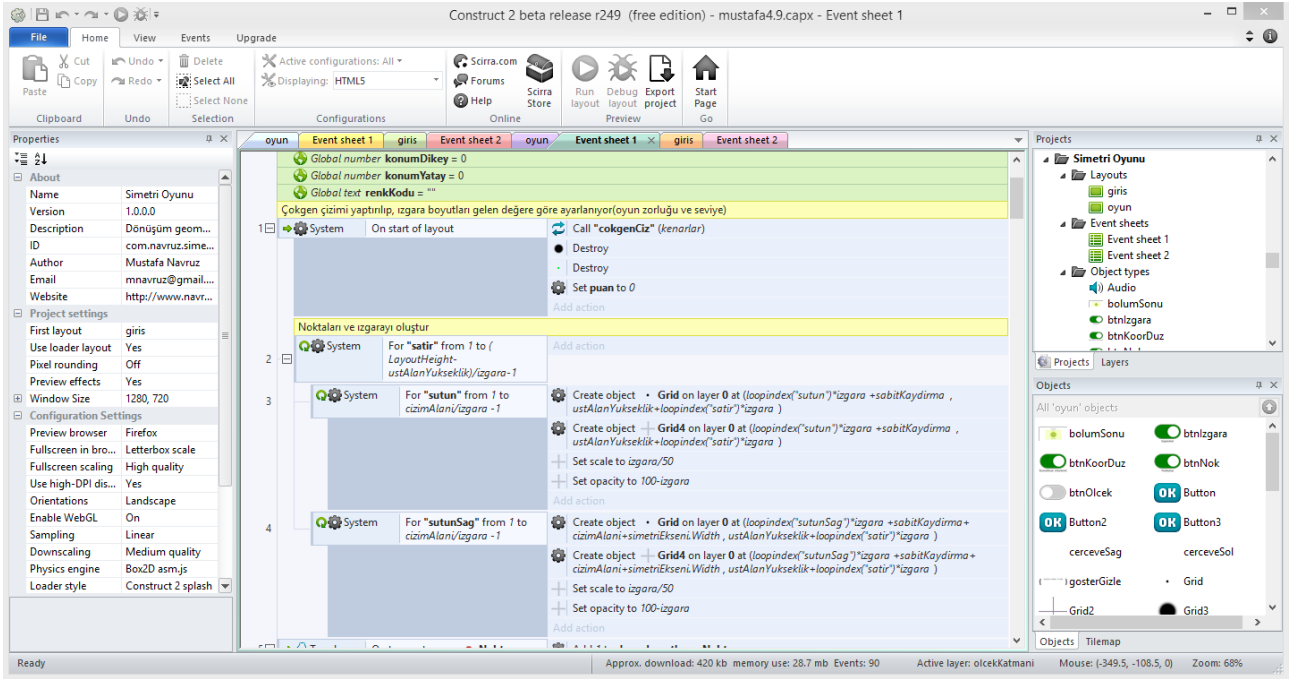 Construct 2 beta release r249 (free edition) - mustafa4.9.capx - Event sheet 1
File Home View Events Upgrade
Paste
Cut
Copy
Clipboard
Undo
Redo
Undo
Delete
Select All
Select None
Selection
Active configurations: All
Displaying: HTML5
Configurations
Scirra.com
Forums
Help
Scirra Store
Online
Run layout
Debug layout
Export project
Preview
Start Page
Go
Properties
About
Name Simetri Oyunu
Version 1.0.0.0
Description Dönüşüm geom...
ID com.navruz.sime...
Author Mustafa Navruz
Email mnavruz@gmail....
Website http://www.navr...
Project settings
First layout giris
Use loader layout Yes
Pixel rounding Off
Preview effects Yes
Window Size 1280, 720
Configuration Settings
Preview browser Firefox
Fullscreen in bro... Letterbox scale
Fullscreen scaling High quality
Use high-DPI dis... Yes
Orientations Landscape
Enable WebGL On
Sampling Linear
Downscaling Medium quality
Physics engine Box2D asm.js
Loader style Construct 2 splash
oyun Event sheet 1 giris Event sheet 2 oyun Event sheet 1 giris Event sheet 2
Global number konumDikey = 0
Global number konumYatay = 0
Global text renkKodu = ""
Çokgen çizimi yaptırılıp, ızgara boyutları gelen değere göre ayarlanıyor(oyun zorluğu ve seviye)
1 System On start of layout Call "cokgenCiz" (kenarlar)
Destroy
Destroy
Set puan to 0
Add action
Noktaları ve ızgarayı oluştur
2 System For "satir" from 1 to ( Add action
LayoutHeight-
ustAlanYukseklik)/izgara-1
3 System For "sutun" from 1 to Create object Grid on layer 0 at (loopindex("sutun")*izgara +sabitKaydirma ,
cizimAlani/izgara -1 ustAlanYukseklik+loopindex("satir")*izgara )
Create object Grid4 on layer 0 at (loopindex("sutun")*izgara +sabitKaydirma ,
ustAlanYukseklik+loopindex("satir")*izgara )
Set scale to izgara/50
Set opacity to 100-izgara
Add action
4 System For "sutunSag" from 1 to Create object Grid on layer 0 at (loopindex("sutunSag")*izgara +sabitKaydirma+
cizimAlani/izgara -1 cizimAlani+simetriEkseni.Width , ustAlanYukseklik+loopindex("satir")*izgara )
Create object Grid4 on layer 0 at (loopindex("sutunSag")*izgara +sabitKaydirma+
cizimAlani+simetriEkseni.Width , ustAlanYukseklik+loopindex("satir")*izgara )
Set scale to izgara/50
Set opacity to 100-izgara
Add action
Projects
Simetri Oyunu
Layouts
giris
oyun
Event sheets
Event sheet 1
Event sheet 2
Object types
Audio
bolumSonu
btnIzgara
btnKoorDuz
Projects Layers
Objects
All 'oyun' objects
bolumSonu btnIzgara
btnKoorDuz btnNok
btnOlcek OK Button
OK Button2 OK Button3
cerceveSag cerceveSol
gosterGizle Grid
Grid2 Grid3
Objects Tilemap
Ready Approx. download: 420 kb memory use: 28.7 mb Events: 90 Active layer: olcekKatmani Mouse: (-349.5, -108.5, 0) Zoom: 68%